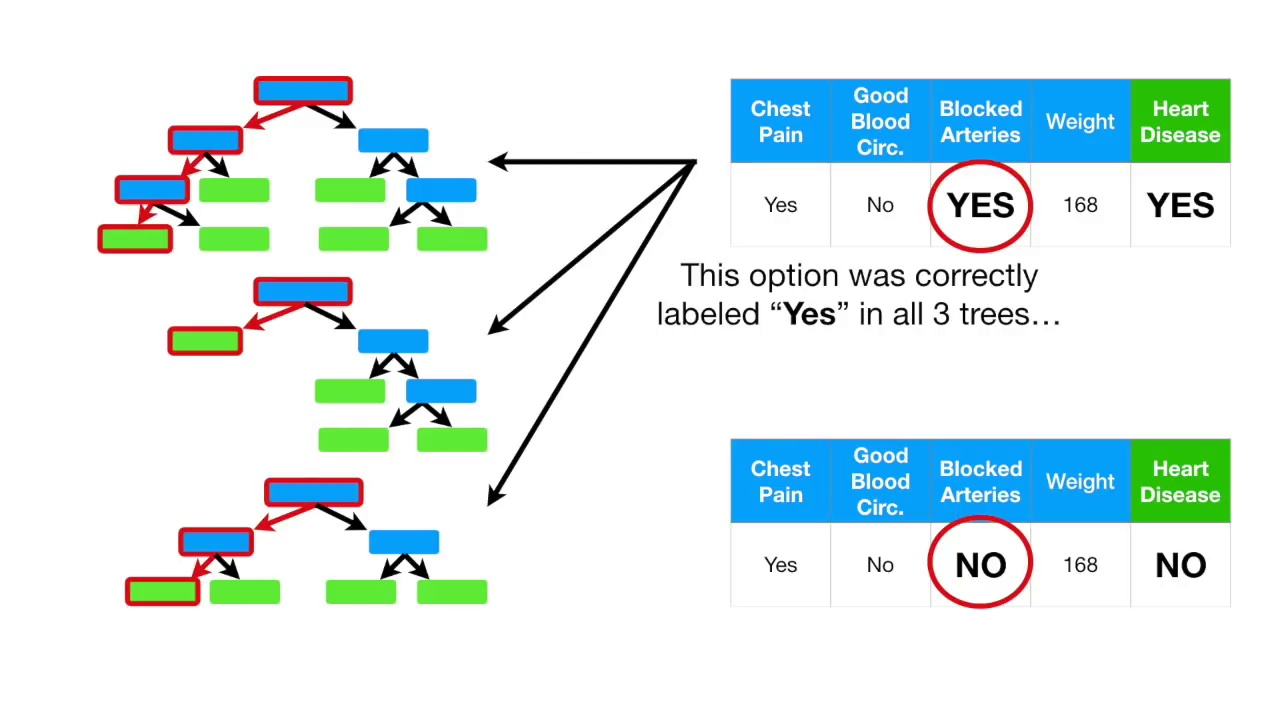 Chest Pain
Good Blood Circ.
Blocked Arteries
Weight
Heart Disease
Yes
No
YES
168
YES
This option was correctly
labeled “Yes” in all 3 trees…
Chest Pain
Good Blood Circ.
Blocked Arteries
Weight
Heart Disease
Yes
No
NO
168
NO